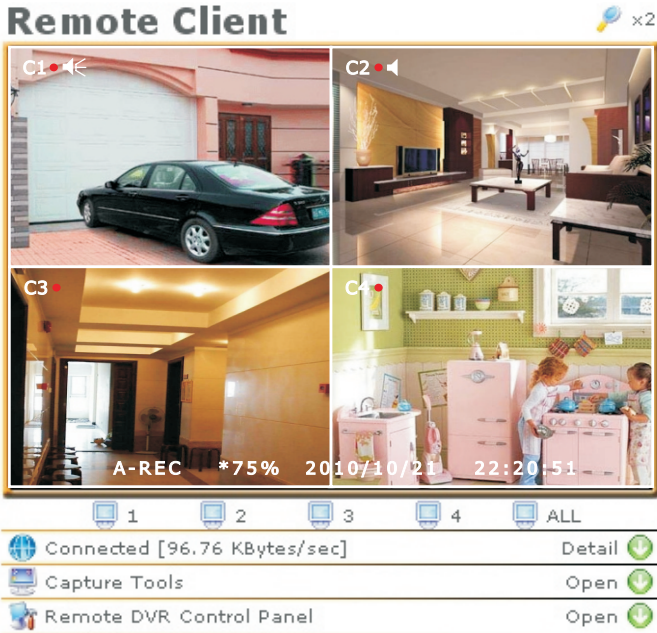 Remote Client
x2
C1
C2
C3
C4
A-REC *75% 2010/10/21 22:20:51
1 2 3 4 ALL
Connected [96.76 KBytes/sec] Detail
Capture Tools Open
Remote DVR Control Panel Open